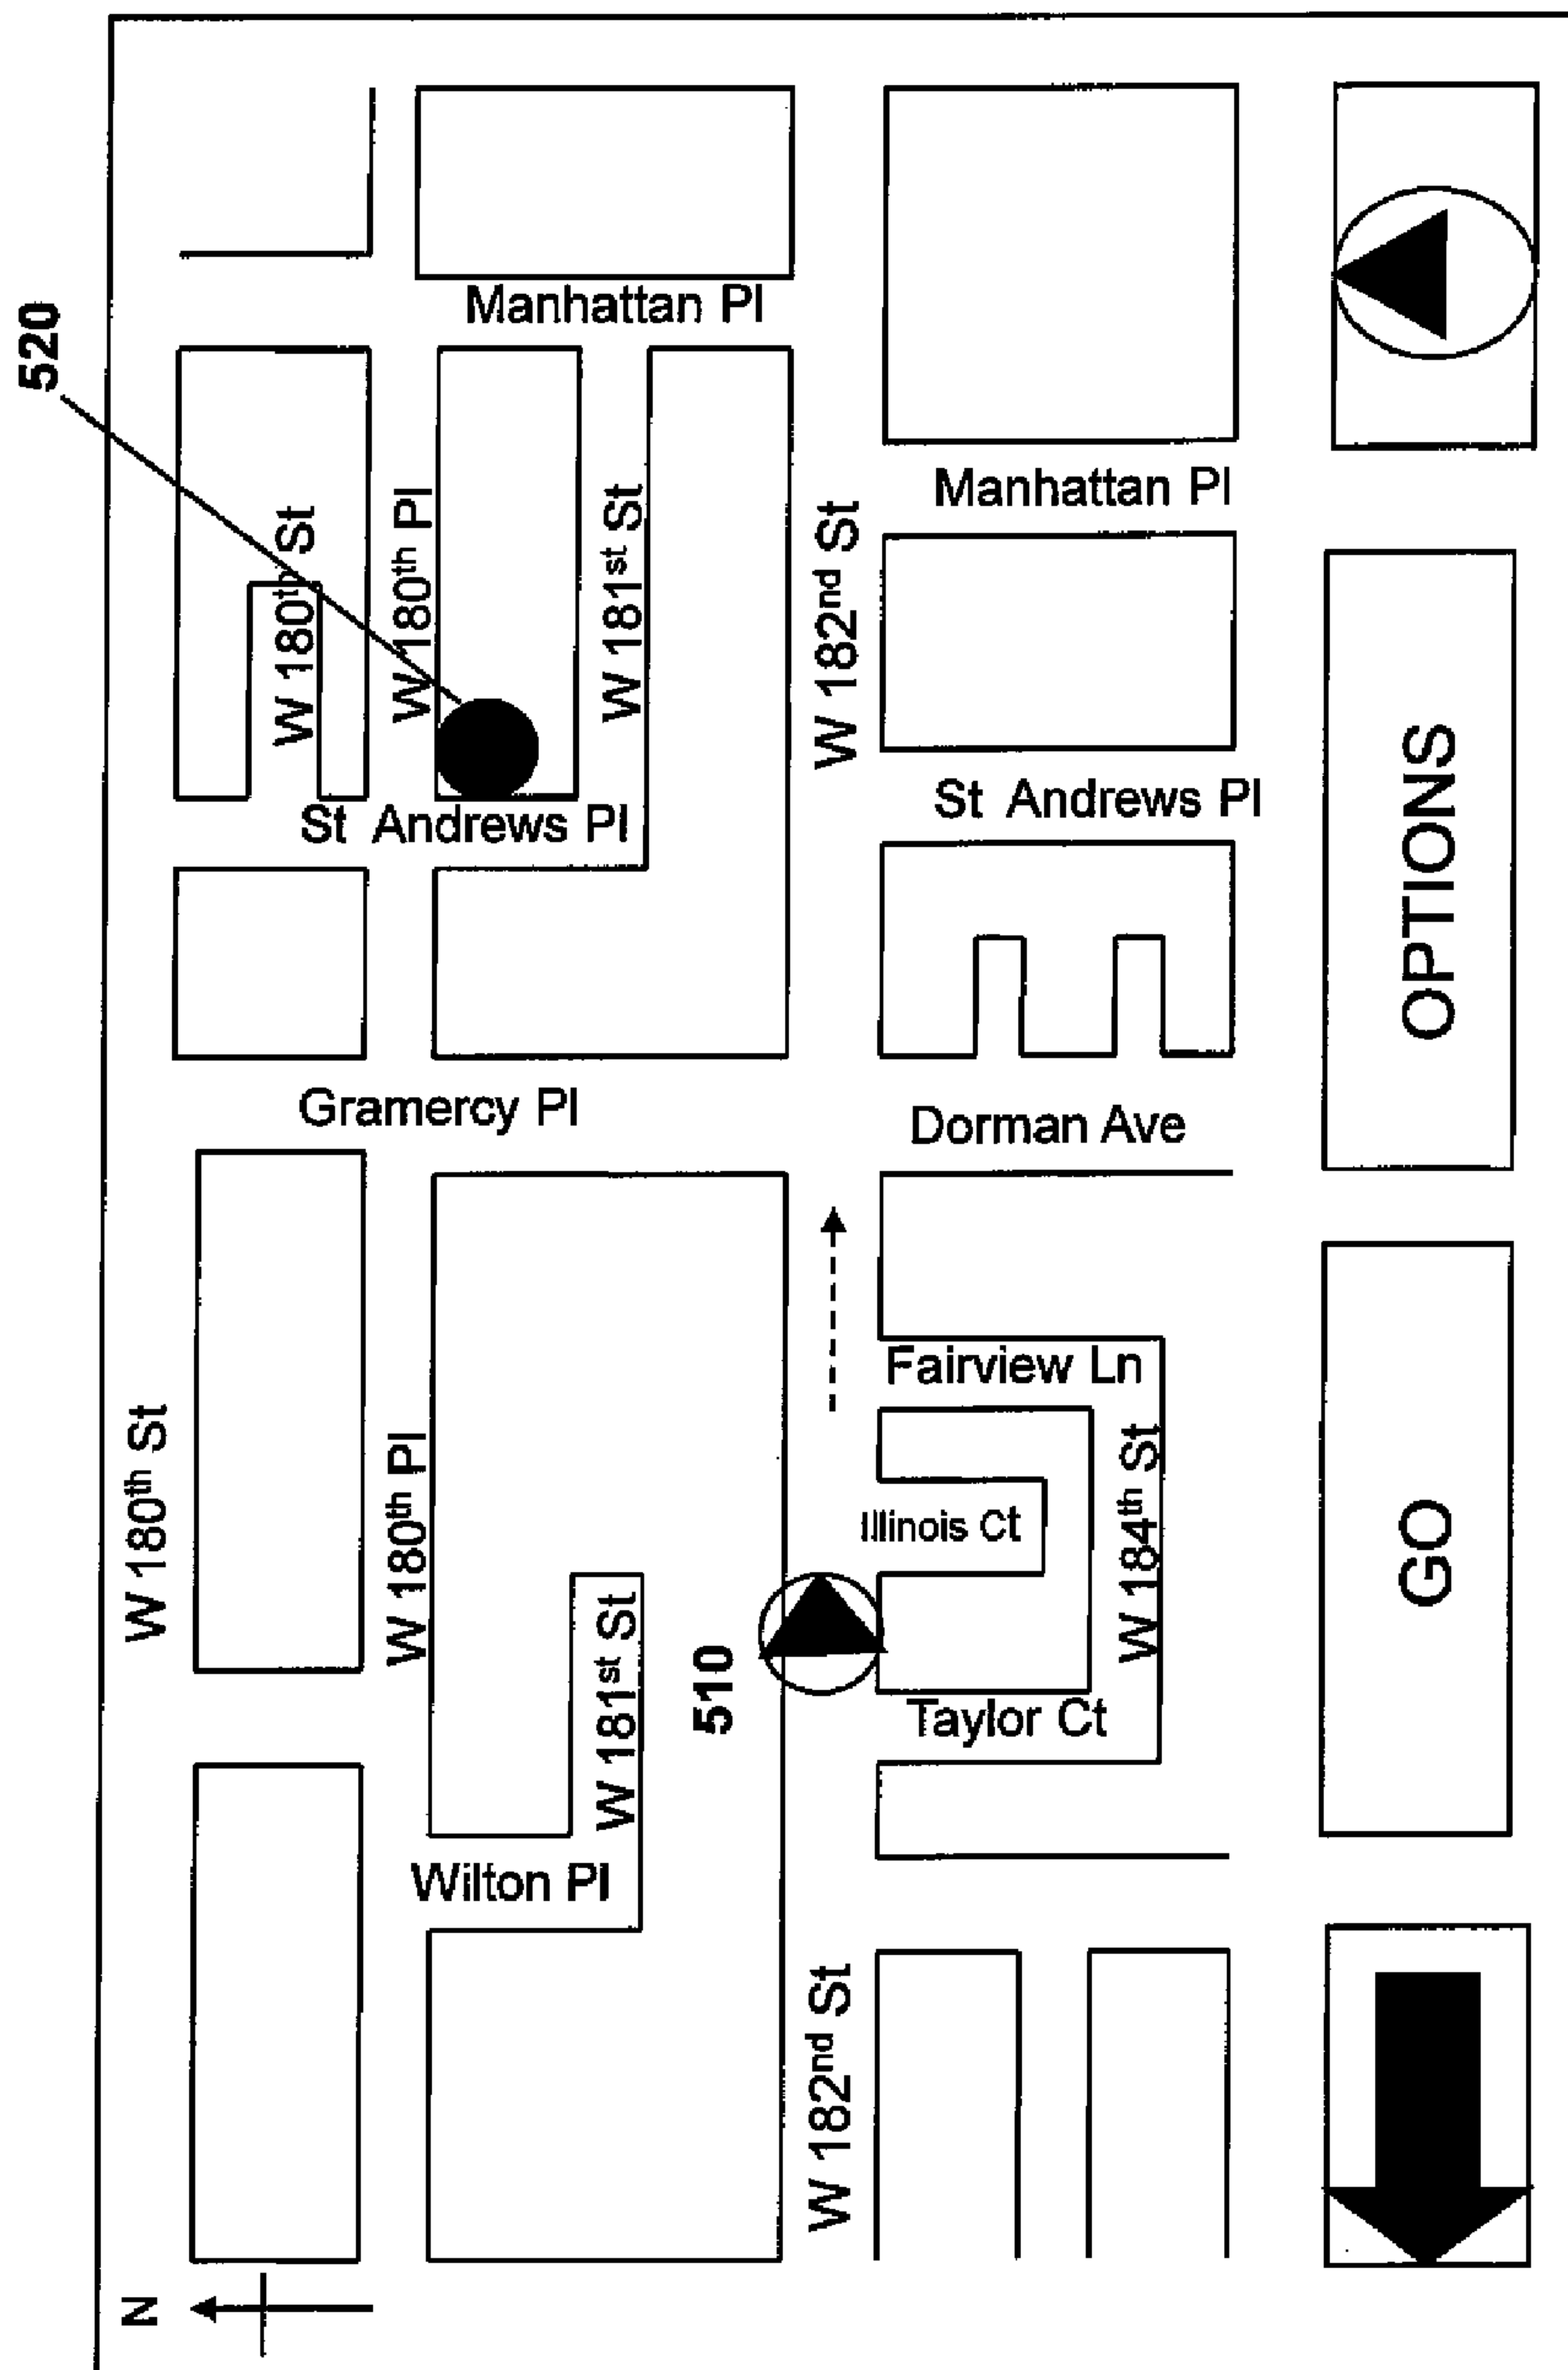 520
Manhattan Pl
W 180th St
W 180th Pl
W 181st St
W 182nd St
Manhattan Pl
St Andrews Pl
St Andrews Pl
OPTIONS
Gramercy Pl
Dorman Ave
W 180th St
W 180th Pl
W 181st St
510
Fairview Ln
Illinois Ct
W 184th St
Taylor Ct
GO
Wilton Pl
W 182nd St
N